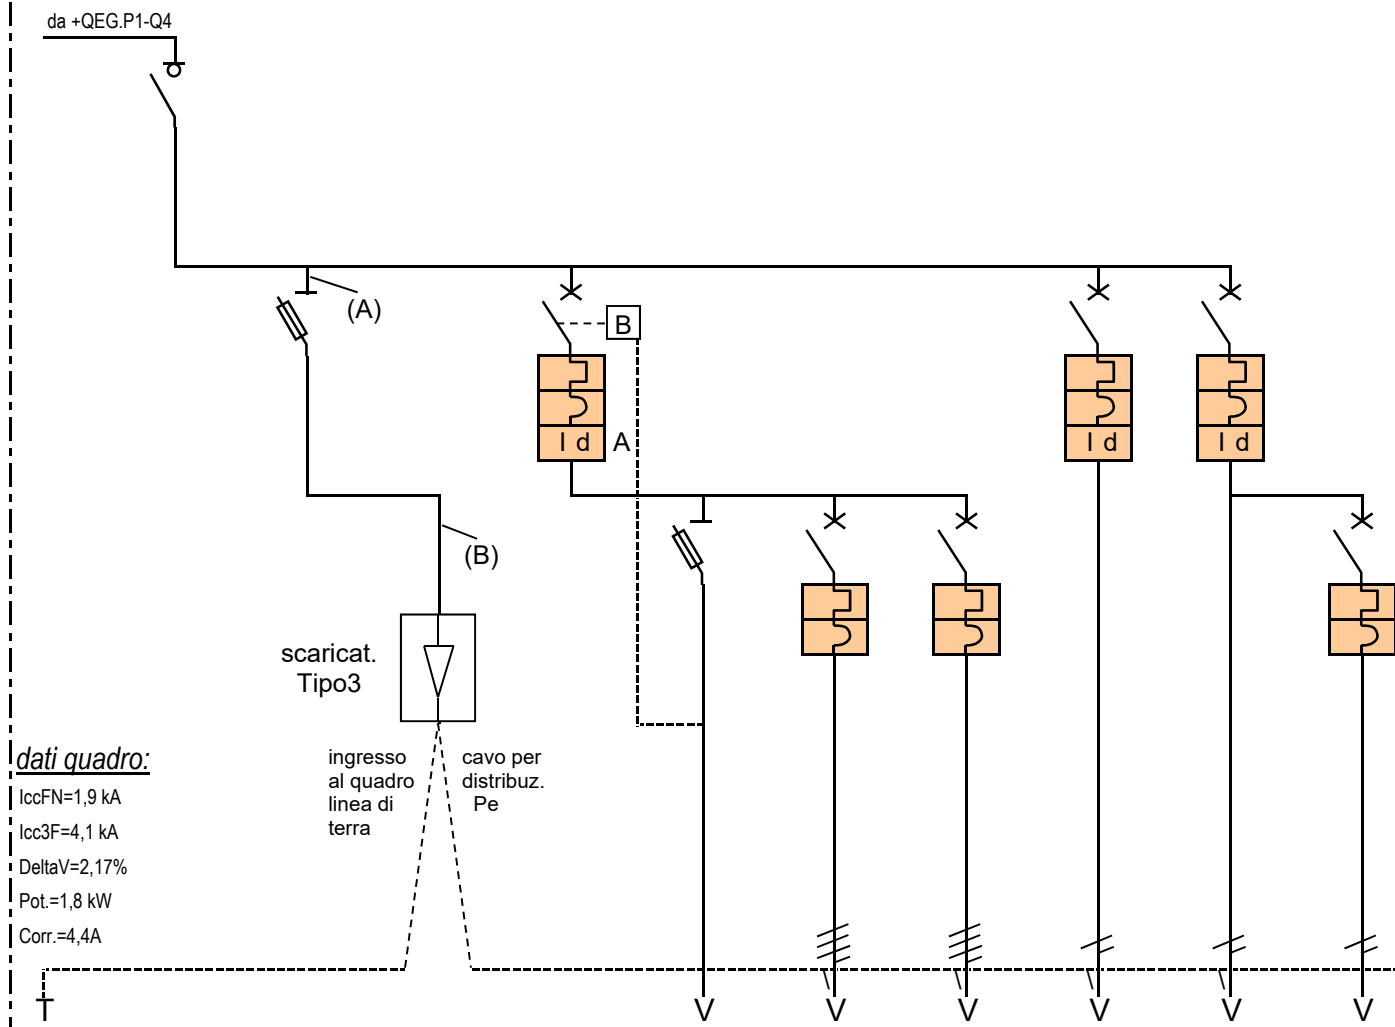 da +QEG.P1-Q4
(A)
B
I d A
I d
I d
(B)
scaricat.
Tipo3
dati quadro:
IccFN=1,9 kA
Icc3F=4,1 kA
DeltaV=2,17%
Pot.=1,8 kW
Corr.=4,4A
ingresso
al quadro
linea di
terra
cavo per
distribuz.
Pe
T
V
V
V
V
V
V